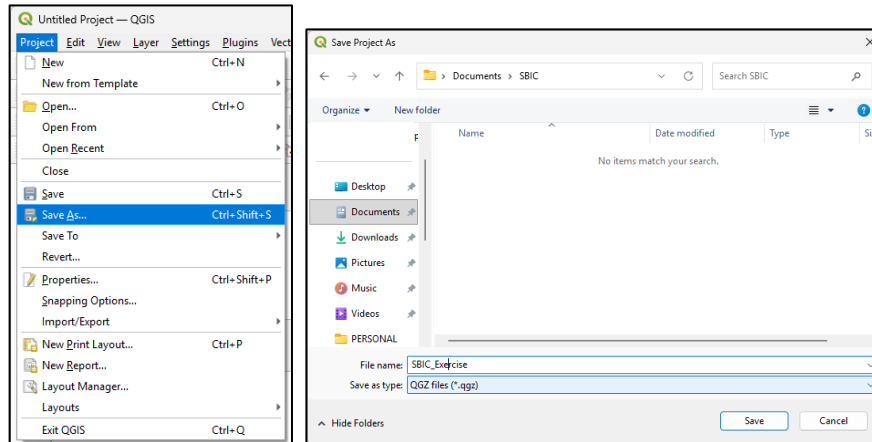 Untitled Project — QGIS
Project Edit View Layer Settings Plugins Vect
New Ctrl+N
New from Template
Open... Ctrl+O
Open From
Open Recent
Close
Save Ctrl+S
Save As... Ctrl+Shift+S
Save To
Revert...
Properties... Ctrl+Shift+P
Snapping Options...
Import/Export
New Print Layout... Ctrl+P
New Report...
Layout Manager...
Layouts
Exit QGIS Ctrl+Q
Save Project As
Documents > SBIC
Search SBIC
Organize New folder
Name Date modified Type Si
No items match your search.
Desktop
Documents
Downloads
Pictures
Music
Videos
PERSONAL
File name: SBIC_Exercise
Save as type: QGZ files (*.qgz)
Hide Folders Save Cancel